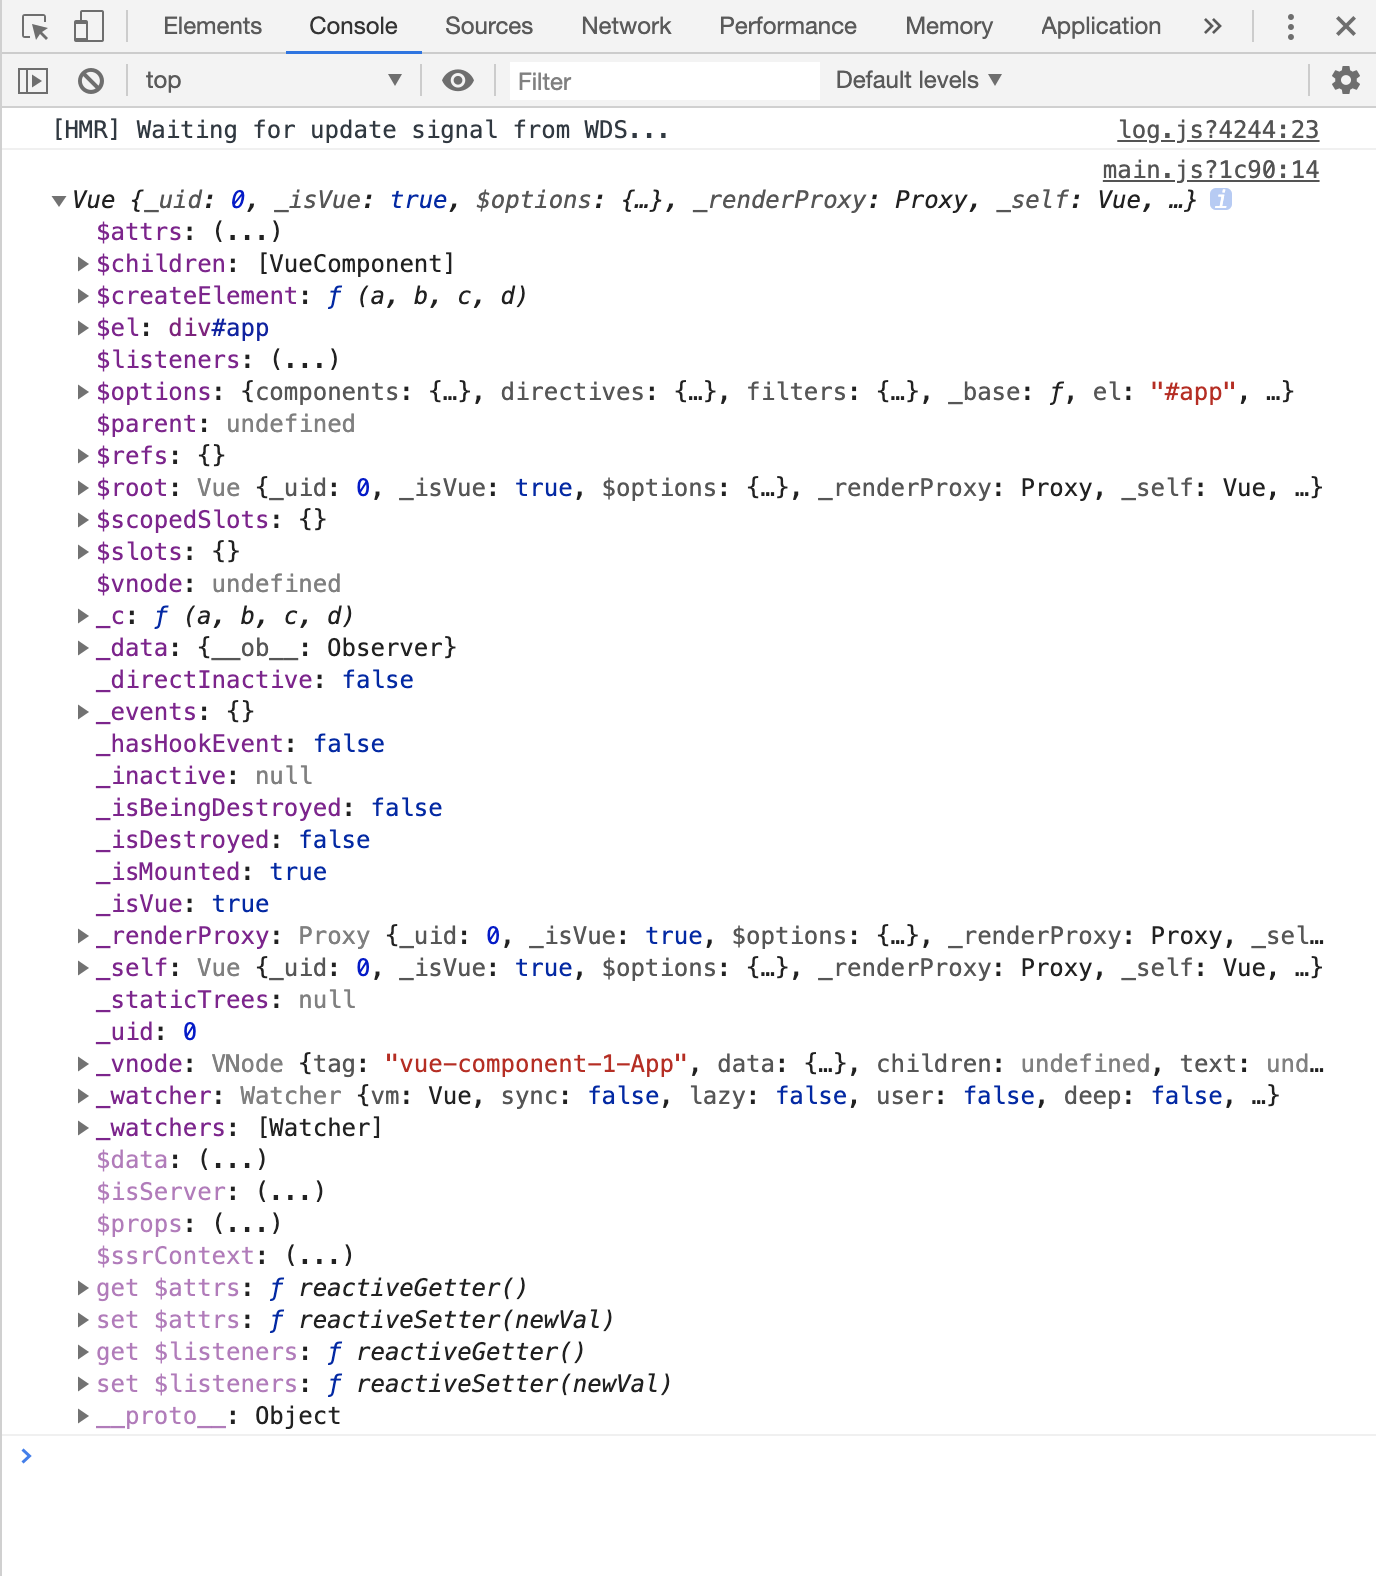 Elements Console Sources Network Performance Memory Application
top Filter Default levels
[HMR] Waiting for update signal from WDS... log.js?4244:23
main.js?1c90:14
Vue {_uid: 0, _isVue: true, $options: {…}, _renderProxy: Proxy, _self: Vue, …} i
$attrs: (...)
$children: [VueComponent]
$createElement: ƒ (a, b, c, d)
$el: div#app
$listeners: (...)
$options: {components: {…}, directives: {…}, filters: {…}, _base: ƒ, el: "#app", …}
$parent: undefined
$refs: {}
$root: Vue {_uid: 0, _isVue: true, $options: {…}, _renderProxy: Proxy, _self: Vue, …}
$scopedSlots: {}
$slots: {}
$vnode: undefined
_c: ƒ (a, b, c, d)
_data: {__ob__: Observer}
_directInactive: false
_events: {}
_hasHookEvent: false
_inactive: null
_isBeingDestroyed: false
_isDestroyed: false
_isMounted: true
_isVue: true
_renderProxy: Proxy {_uid: 0, _isVue: true, $options: {…}, _renderProxy: Proxy, _sel…
_self: Vue {_uid: 0, _isVue: true, $options: {…}, _renderProxy: Proxy, _self: Vue, …}
_staticTrees: null
_uid: 0
_vnode: VNode {tag: "vue-component-1-App", data: {…}, children: undefined, text: und…
_watcher: Watcher {vm: Vue, sync: false, lazy: false, user: false, deep: false, …}
_watchers: [Watcher]
$data: (...)
$isServer: (...)
$props: (...)
$ssrContext: (...)
get $attrs: ƒ reactiveGetter()
set $attrs: ƒ reactiveSetter(newVal)
get $listeners: ƒ reactiveGetter()
set $listeners: ƒ reactiveSetter(newVal)
__proto__: Object